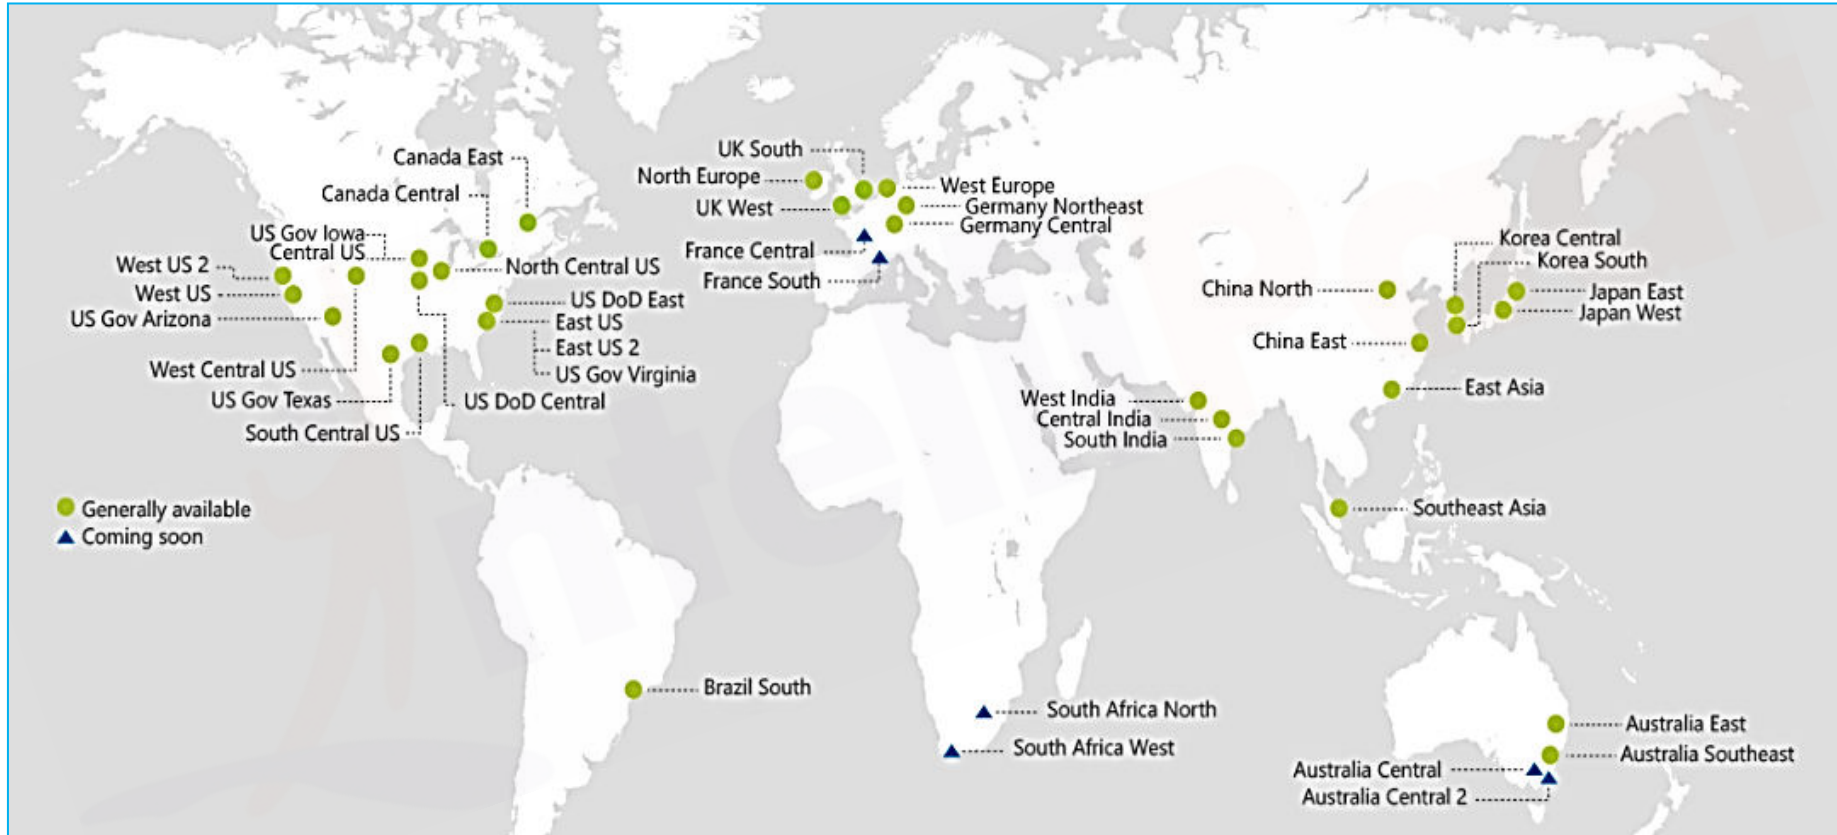 Canada East
Canada Central
US Gov Iowa
Central US
West US 2
West US
US Gov Arizona
West Central US
US Gov Texas
South Central US
North Central US
US DoD East
East US
East US 2
US Gov Virginia
US DoD Central
Generally available
Coming soon
Brazil South
UK South
North Europe
UK West
West Europe
Germany Northeast
Germany Central
France Central
France South
South Africa North
South Africa West
Korea Central
Korea South
China North
Japan East
Japan West
China East
East Asia
West India
Central India
South India
Southeast Asia
Australia East
Australia Southeast
Australia Central
Australia Central 2